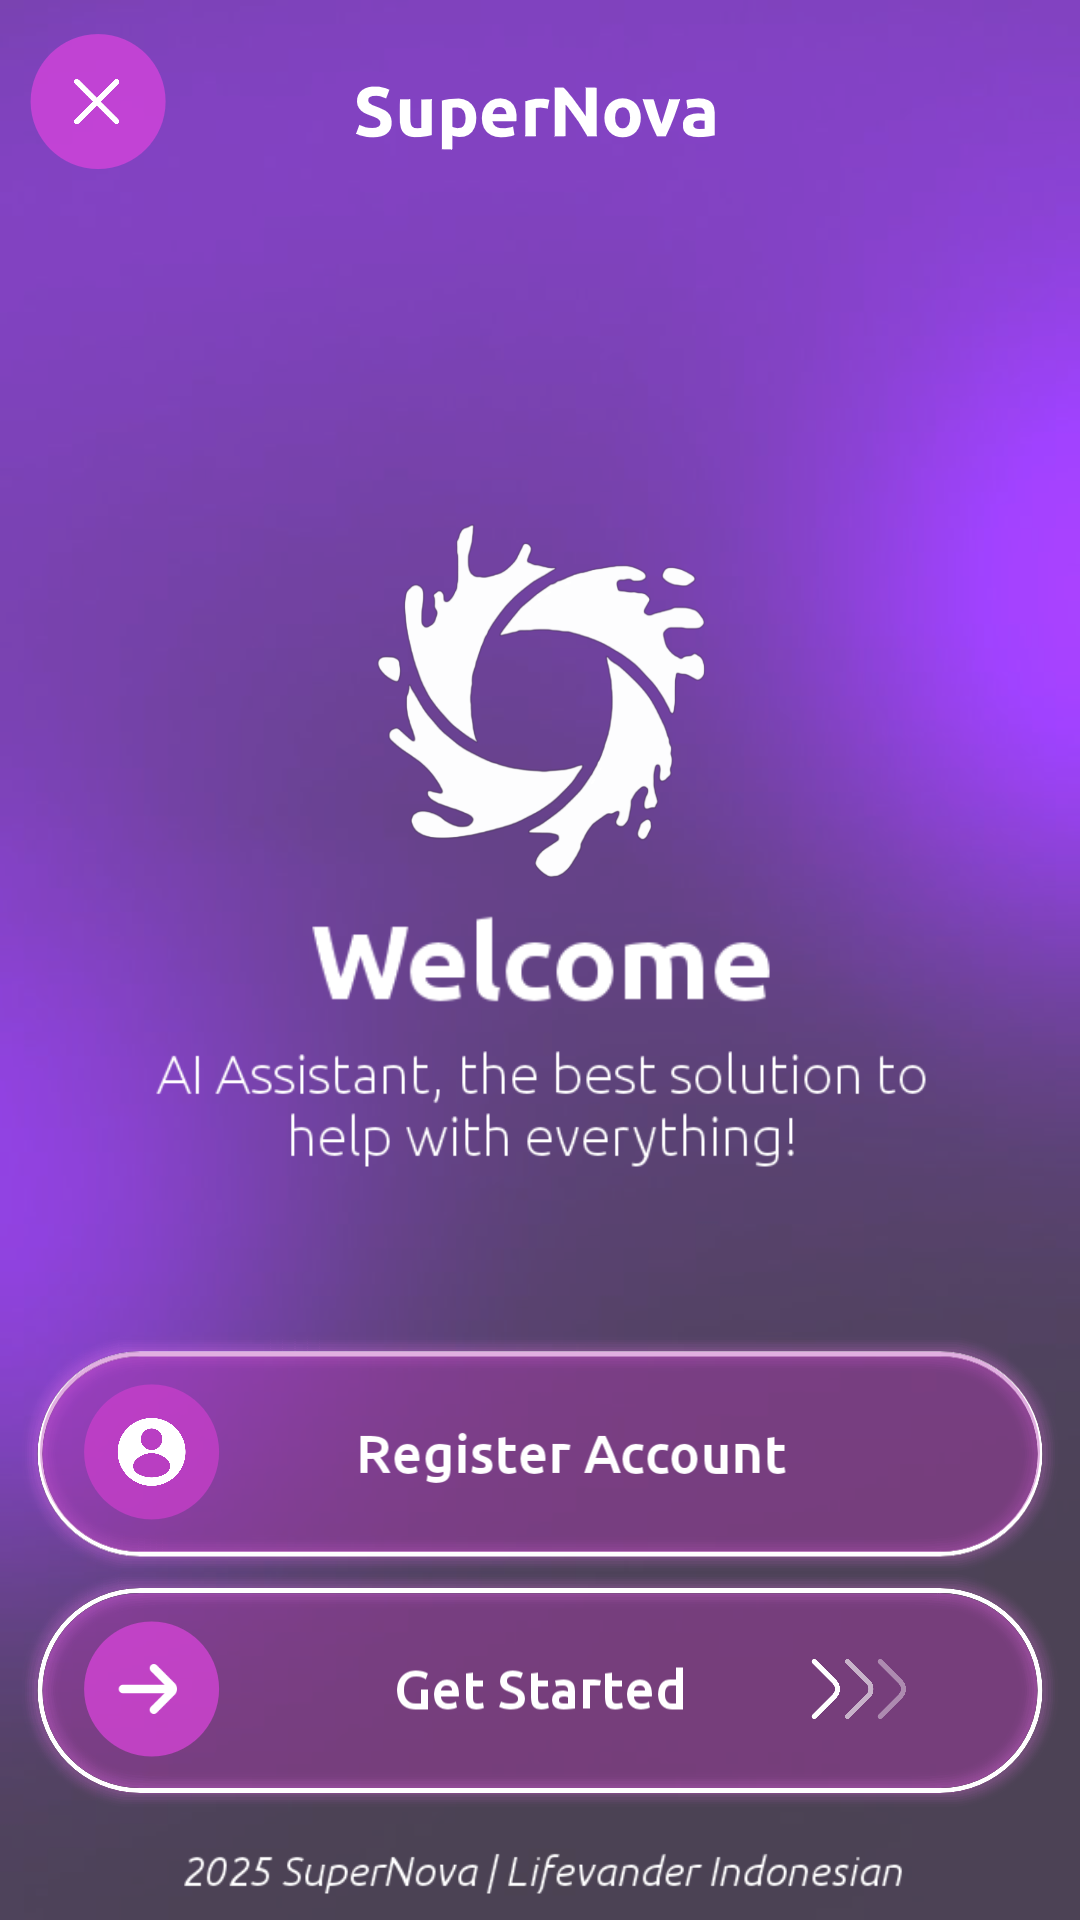 SuperNova
Welcome
AI Assistant, the best solution to
help with everything!
Register Account
Get Started
2025 SuperNova | Lifevander Indonesian